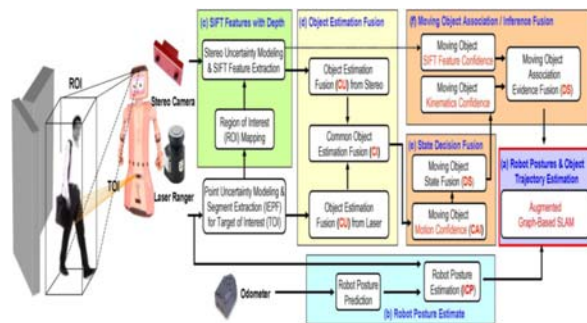 (c) SIFT Features with Depth
Stereo Uncertainty Modeling
& SIFT Feature Extraction
Region of Interest
(ROI) Mapping
Point Uncertainty Modeling &
Segment Extraction (IEPF)
for Target of Interest (TOI)
(d) Object Estimation Fusion
Object Estimation
Fusion (CU) from Stereo
Common Object
Estimation Fusion (CI)
Object Estimation
Fusion (CU) from Laser
(f) Moving Object Association / Inference Fusion
Moving Object
SIFT Feature Confidence
Moving Object
Kinematics Confidence
Moving Object
Association
Evidence Fusion (DS)
(e) State Decision Fusion
Moving Object
State Fusion (DS)
Moving Object
Motion Confidence (CAI)
(a) Robot Postures & Object
Trajectory Estimation
Augmented
Graph-Based SLAM
ROI
Stereo Camera
TOI
Laser Ranger
Odometer
Robot Posture
Prediction
Robot Posture
Estimation (ICP)
(b) Robot Posture Estimate